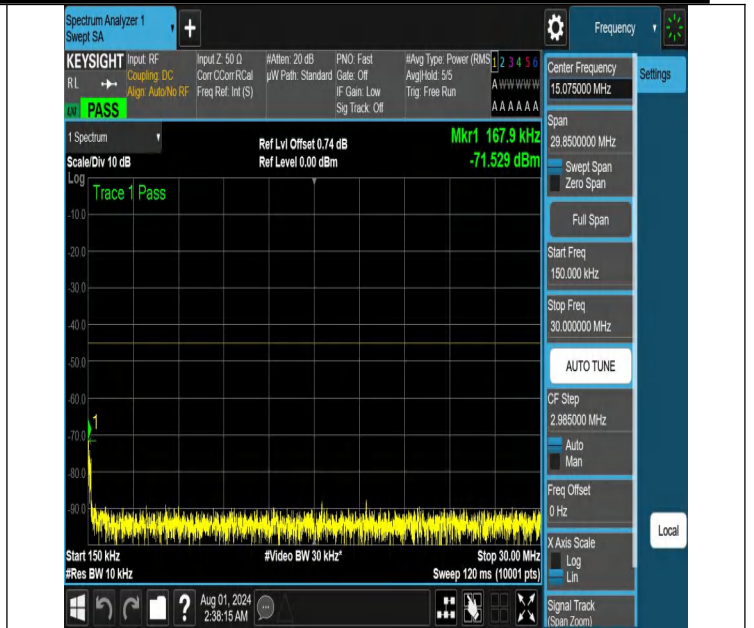 Spectrum Analyzer 1
Swept SA
+
Frequency
KEYSIGHT
RL
PASS
Input: RF
Coupling: DC
Align: Auto/No RF
Input Z: 50 Ω
Corr CCorr RCal
Freq Ref: Int (S)
#Atten: 20 dB
µW Path: Standard
PNO: Fast
Gate: Off
IF Gain: Low
Sig Track: Off
#Avg Type: Power (RMS
Avg|Hold: 5/5
Trig: Free Run
1 2 3 4 5 6
A W W W W W
A A A A A A
1 Spectrum
Scale/Div 10 dB
Ref Lvl Offset 0.74 dB
Ref Level 0.00 dBm
Mkr1 167.9 kHz
-71.529 dBm
Log
Trace 1 Pass
-10.0
-20.0
-30.0
-40.0
-50.0
-60.0
-70.0
-80.0
-90.0
1
Start 150 kHz
#Res BW 10 kHz
#Video BW 30 kHz*
Stop 30.00 MHz
Sweep 120 ms (10001 pts)
Center Frequency
15.075000 MHz
Settings
Span
29.8500000 MHz
Swept Span
Zero Span
Full Span
Start Freq
150.000 kHz
Stop Freq
30.000000 MHz
AUTO TUNE
CF Step
2.985000 MHz
Auto
Man
Freq Offset
0 Hz
X Axis Scale
Log
Lin
Signal Track
(Span Zoom)
Local
?
Aug 01, 2024
2:38:15 AM